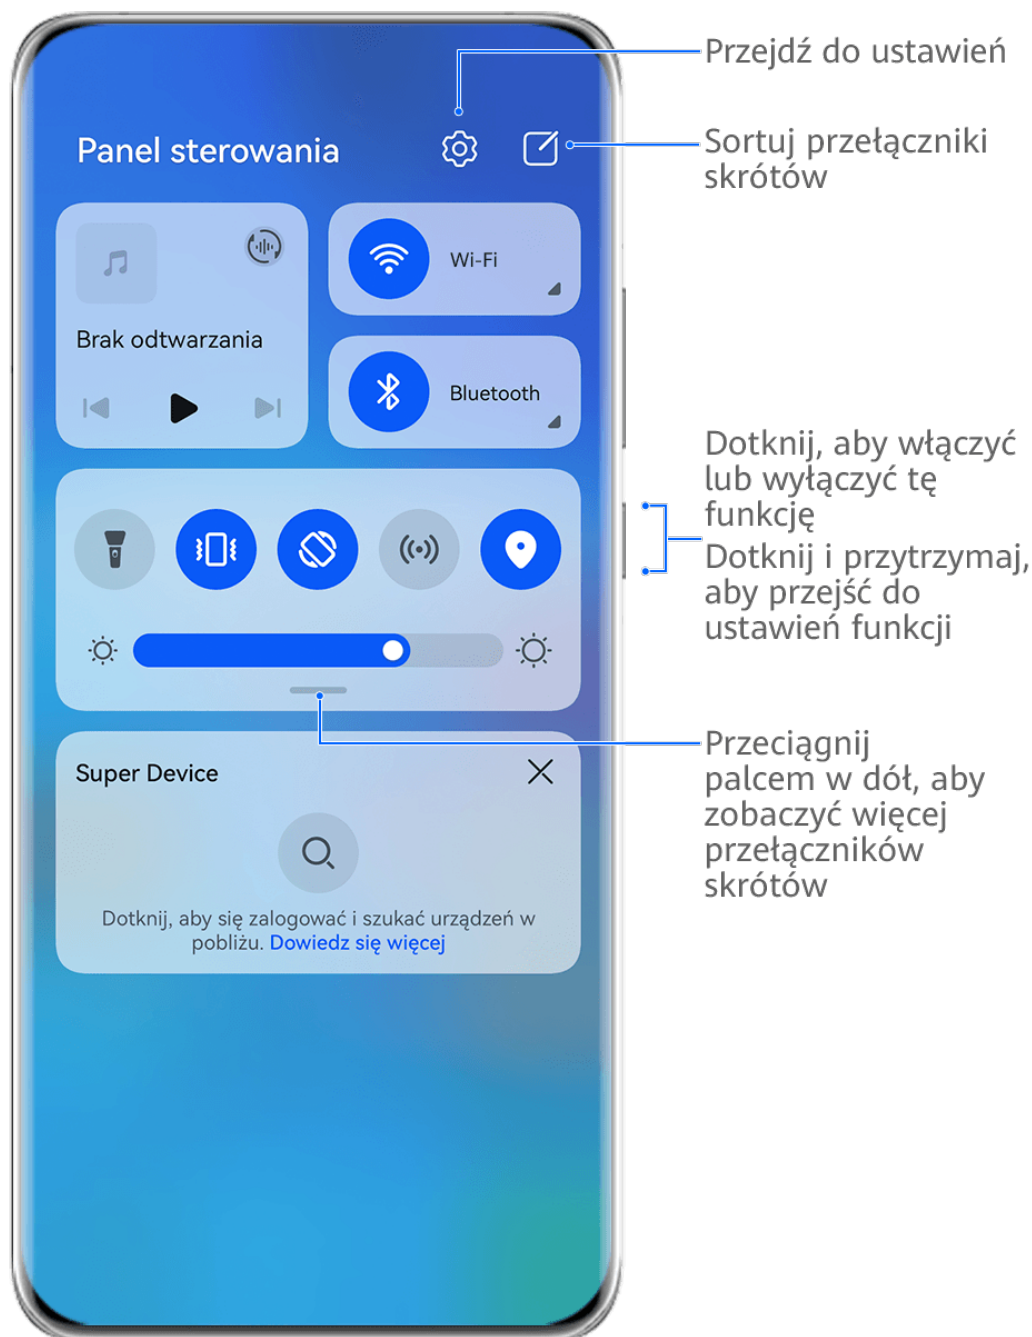 Przejdź do ustawień
Panel sterowania
Sortuj przełączniki
skrótów
Wi-Fi
Brak odtwarzania
Bluetooth
Dotknij, aby włączyć
lub wyłączyć tę
funkcję
Dotknij i przytrzymaj,
aby przejść do
ustawień funkcji
Przeciągnij
palcem w dół, aby
zobaczyć więcej
przełączników
skrótów
Super Device
Dotknij, aby się zalogować i szukać urządzeń w
pobliżu. Dowiedz się więcej